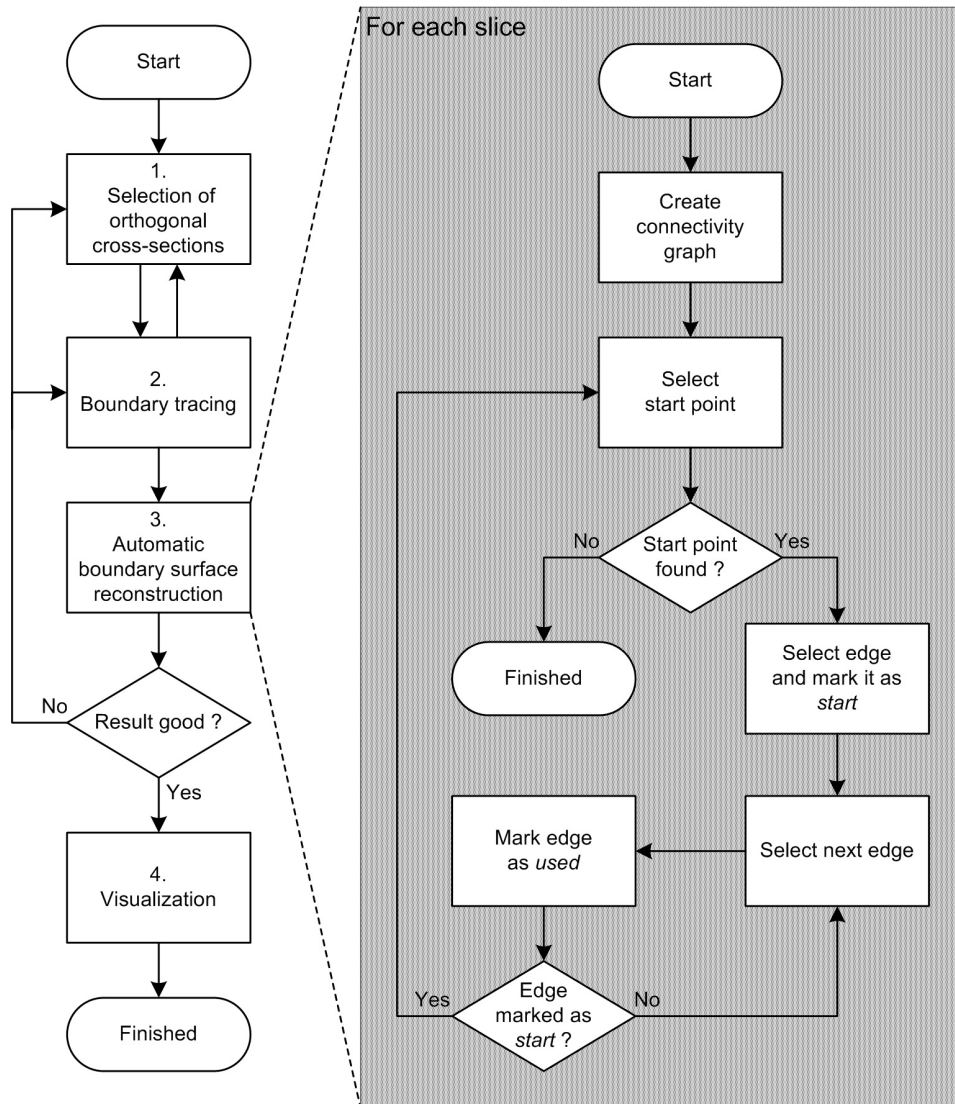 Start
1.
Selection of
orthogonal
cross-sections
2.
Boundary tracing
3.
Automatic
boundary surface
reconstruction
No
Result good ?
Yes
4.
Visualization
Finished
For each slice
Start
Create
connectivity
graph
Select
start point
No
Start point
found ?
Yes
Finished
Select edge
and mark it as
start
Mark edge
as used
Select next edge
Yes
Edge
marked as
start ?
No